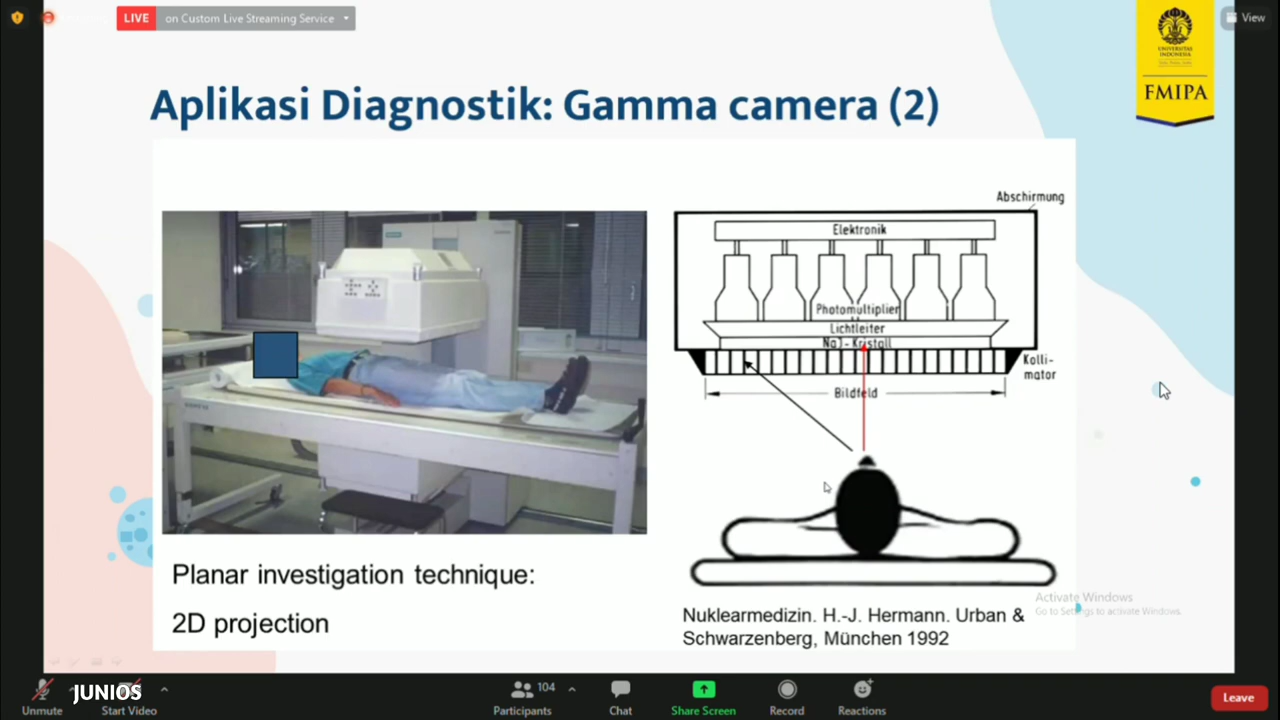 LIVE on Custom Live Streaming Service
View
UNIVERSITAS
INDONESIA
FMIPA
Aplikasi Diagnostik: Gamma camera (2)
Abschirmung
Elektronik
Photomultiplier
Lichtleiter
NaJ-Kristall
Kolli-
mator
Bildfeld
Planar investigation technique:
2D projection
Nuklearmedizin. H.-J. Hermann. Urban &
Schwarzenberg, München 1992
Activate Windows
Go to Settings to activate Windows.
JUNIOS
Unmute
Start Video
104
Participants
Chat
Share Screen
Record
Reactions
Leave